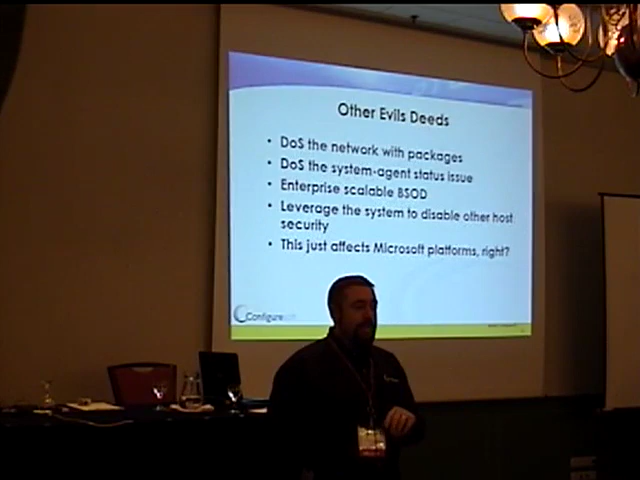 Other Evils Deeds
• DoS the network with packages
• DoS the system-agent status issue
• Enterprise scalable BSOD
• Leverage the system to disable other host
security
• This just affects Microsoft platforms, right?
Configuresoft